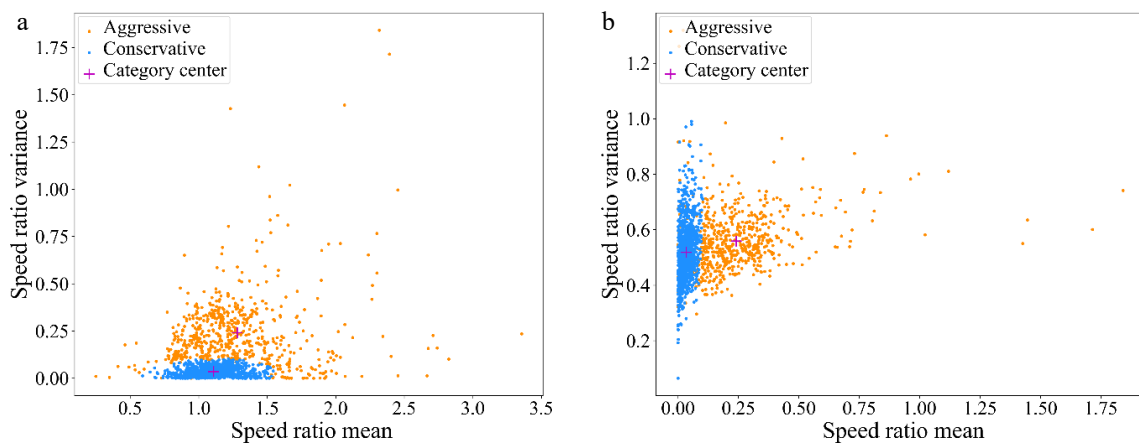 a
Aggressive
Conservative
Category center
1.75
1.50
1.25
1.00
0.75
0.50
0.25
0.00
Speed ratio variance
0.5 1.0 1.5 2.0 2.5 3.0 3.5
Speed ratio mean
b
Aggressive
Conservative
Category center
1.2
1.0
0.8
0.6
0.4
0.2
Speed ratio variance
0.00 0.25 0.50 0.75 1.00 1.25 1.50 1.75
Speed ratio mean